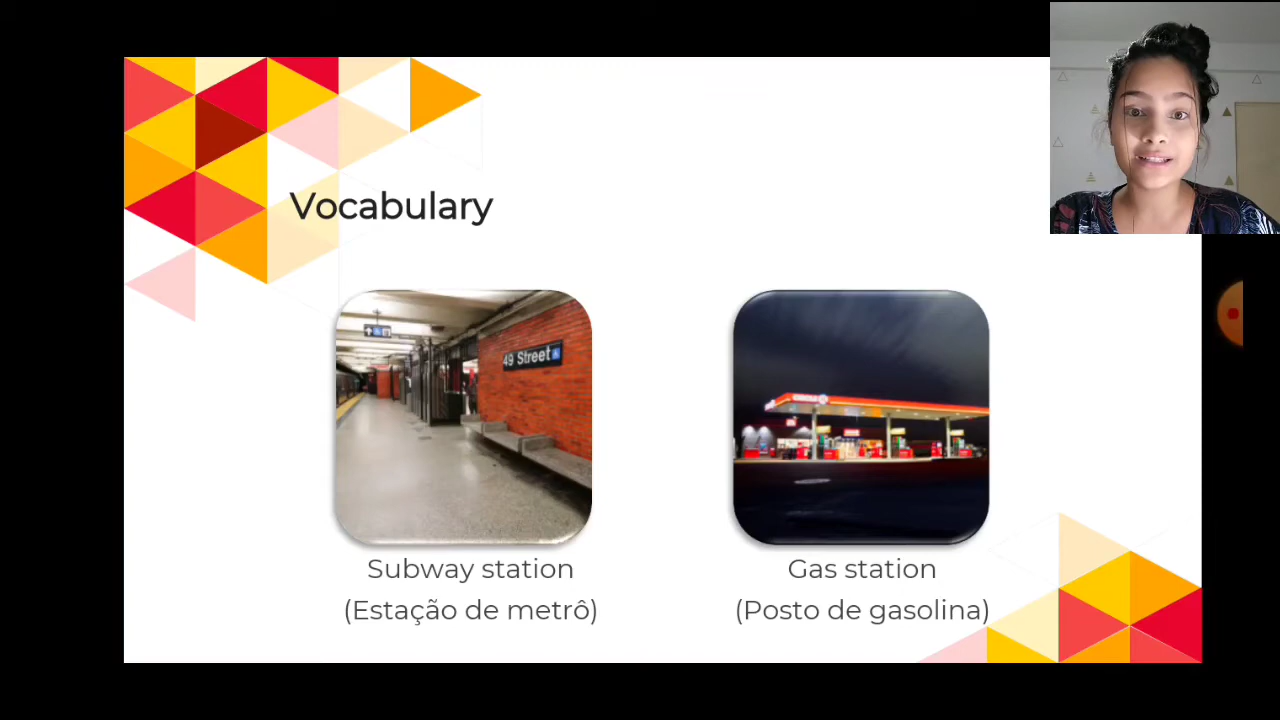 Vocabulary
49 Street
Subway station
(Estação de metrô)
Gas station
(Posto de gasolina)